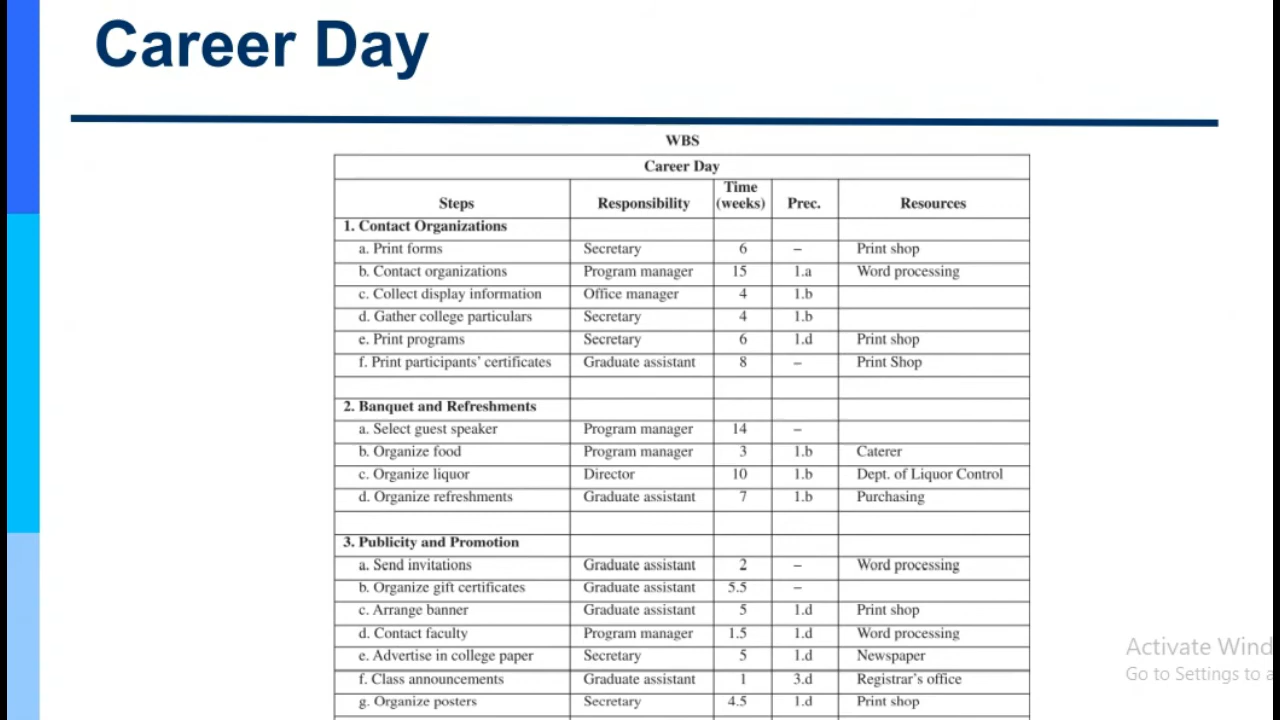 Career Day
WBS
Career Day
Steps Responsibility Time (weeks) Prec. Resources
1. Contact Organizations
a. Print forms Secretary 6 – Print shop
b. Contact organizations Program manager 15 1.a Word processing
c. Collect display information Office manager 4 1.b
d. Gather college particulars Secretary 4 1.b
e. Print programs Secretary 6 1.d Print shop
f. Print participants' certificates Graduate assistant 8 – Print Shop
2. Banquet and Refreshments
a. Select guest speaker Program manager 14 –
b. Organize food Program manager 3 1.b Caterer
c. Organize liquor Director 10 1.b Dept. of Liquor Control
d. Organize refreshments Graduate assistant 7 1.b Purchasing
3. Publicity and Promotion
a. Send invitations Graduate assistant 2 – Word processing
b. Organize gift certificates Graduate assistant 5.5 –
c. Arrange banner Graduate assistant 5 1.d Print shop
d. Contact faculty Program manager 1.5 1.d Word processing
e. Advertise in college paper Secretary 5 1.d Newspaper
f. Class announcements Graduate assistant 1 3.d Registrar's office
g. Organize posters Secretary 4.5 1.d Print shop
Activate Wind
Go to Settings to a